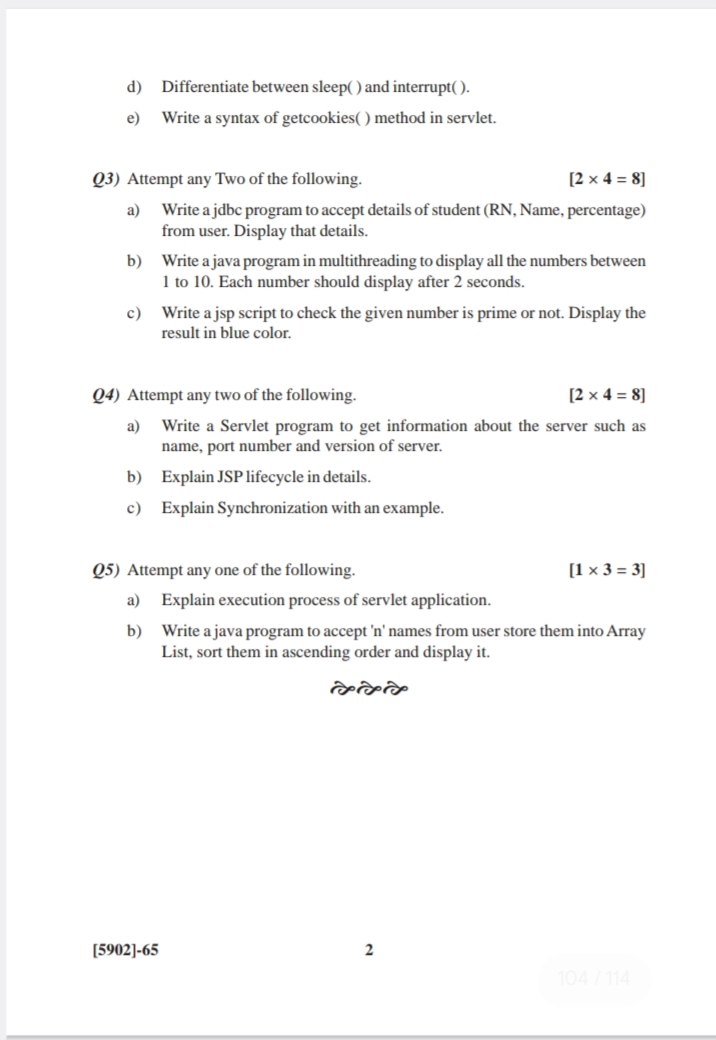 d) Differentiate between sleep( ) and interrupt( ).
e) Write a syntax of getcookies( ) method in servlet.
Q3) Attempt any Two of the following. [2 × 4 = 8]
a) Write a jdbc program to accept details of student (RN, Name, percentage)
from user. Display that details.
b) Write a java program in multithreading to display all the numbers between
1 to 10. Each number should display after 2 seconds.
c) Write a jsp script to check the given number is prime or not. Display the
result in blue color.
Q4) Attempt any two of the following. [2 × 4 = 8]
a) Write a Servlet program to get information about the server such as
name, port number and version of server.
b) Explain JSP lifecycle in details.
c) Explain Synchronization with an example.
Q5) Attempt any one of the following. [1 × 3 = 3]
a) Explain execution process of servlet application.
b) Write a java program to accept 'n' names from user store them into Array
List, sort them in ascending order and display it.
[5902]-65 2
104 / 114